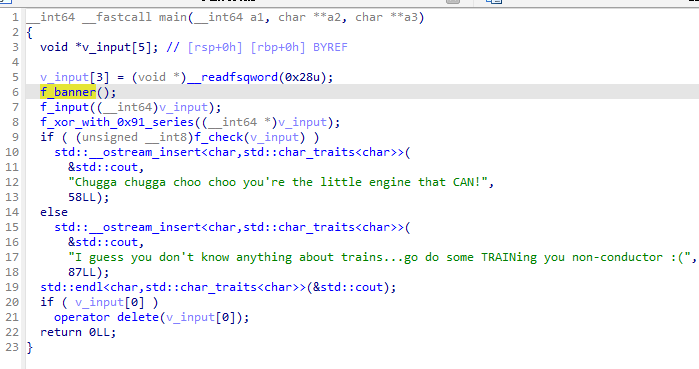 1 __int64 __fastcall main(__int64 a1, char **a2, char **a3)
2 {
3 void *v_input[5]; // [rsp+0h] [rbp+0h] BYREF
4
5 v_input[3] = (void *)__readfsqword(0x28u);
6 f_banner();
7 f_input((__int64)v_input);
8 f_xor_with_0x91_series((__int64 *)v_input);
9 if ( (unsigned __int8)f_check(v_input) )
10 std::__ostream_insert<char,std::char_traits<char>>(
11 &std::cout,
12 "Chugga chugga choo choo you're the little engine that CAN!",
13 58LL);
14 else
15 std::__ostream_insert<char,std::char_traits<char>>(
16 &std::cout,
17 "I guess you don't know anything about trains...go do some TRAINing you non-conductor :(",
18 87LL);
19 std::endl<char,std::char_traits<char>>(&std::cout);
20 if ( v_input[0] )
21 operator delete(v_input[0]);
22 return 0LL;
23 }